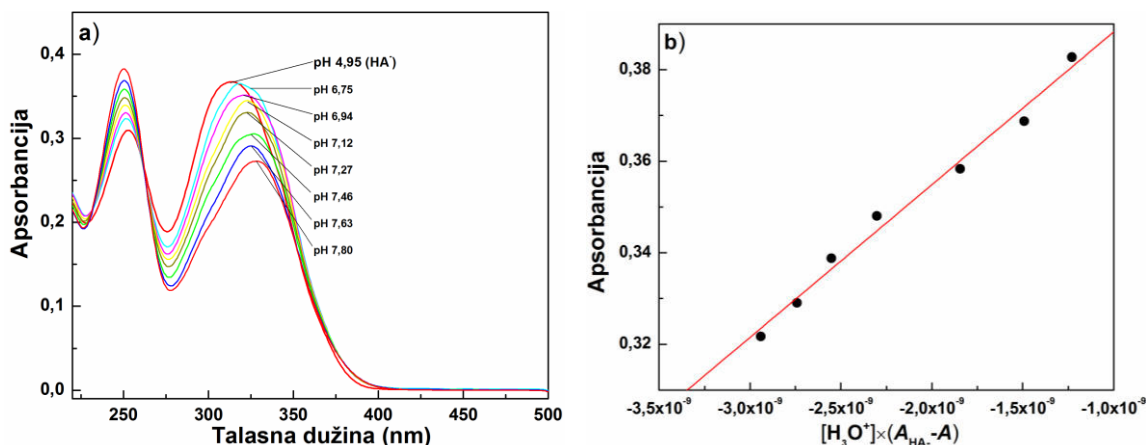 a)
Apsorbancija
0,4
0,3
0,2
0,1
0,0
pH 4,95 (HA⁻)
pH 6,75
pH 6,94
pH 7,12
pH 7,27
pH 7,46
pH 7,63
pH 7,80
250 300 350 400 450 500
Talasna dužina (nm)
b)
Apsorbancija
0,38
0,36
0,34
0,32
-3,5x10⁻⁹ -3,0x10⁻⁹ -2,5x10⁻⁹ -2,0x10⁻⁹ -1,5x10⁻⁹ -1,0x10⁻⁹
[H₃O⁺]×(A_HA--A)